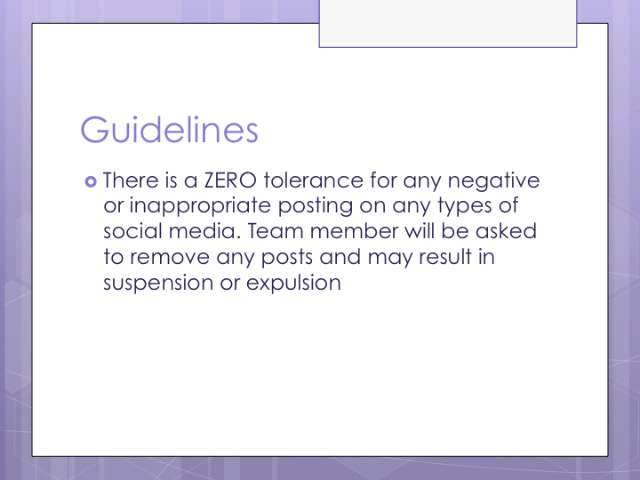 Guidelines
There is a ZERO tolerance for any negative
or inappropriate posting on any types of
social media. Team member will be asked
to remove any posts and may result in
suspension or expulsion